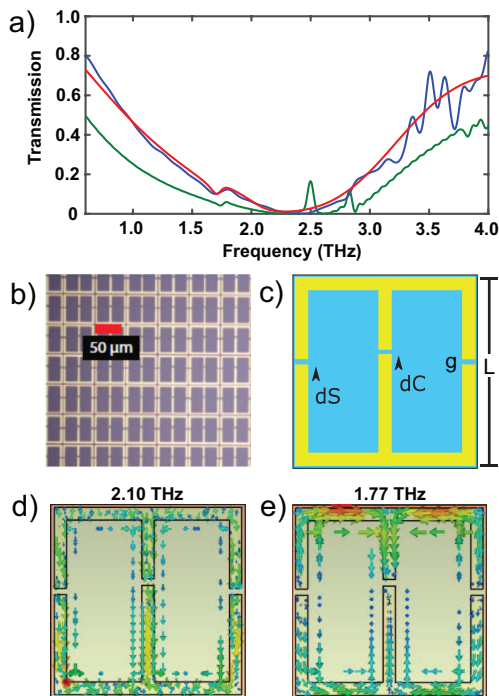 a)
Transmission
1.0
0.8
0.6
0.4
0.2
0
1.0
1.5
2.0
2.5
3.0
3.5
4.0
Frequency (THz)
b)
50 µm
c)
dS
dC
g
L
d)
2.10 THz
e)
1.77 THz